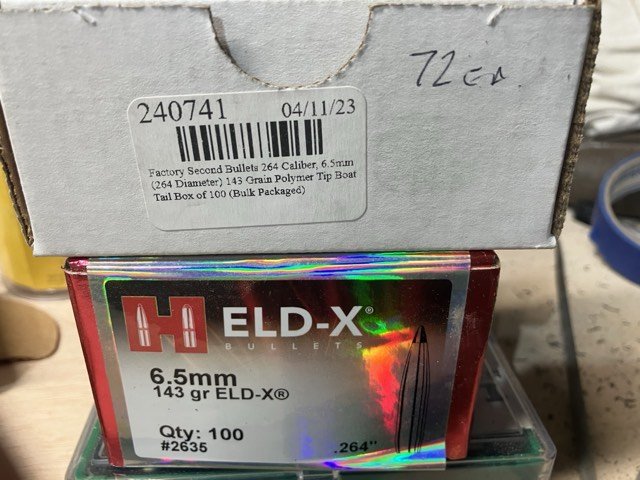 72 EA.
240741 04/11/23
Factory Second Bullets 264 Caliber, 6.5mm
(264 Diameter) 143 Grain Polymer Tip Boat
Tail Box of 100 (Bulk Packaged)
H ELD-X®
BULLETS
6.5mm
143 gr ELD-X®
Qty: 100
#2635 .264"